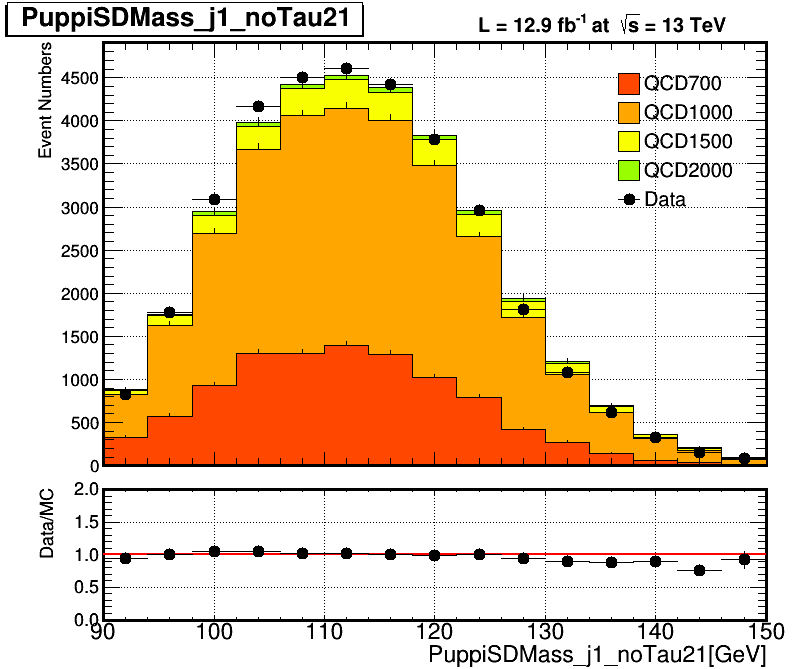 PuppiSDMass_j1_noTau21
L = 12.9 fb-1 at √s = 13 TeV
Event Numbers
4500
4000
3500
3000
2500
2000
1500
1000
500
0
QCD700
QCD1000
QCD1500
QCD2000
Data
Data/MC
2.0
1.5
1.0
0.5
0.0
90 100 110 120 130 140 150
PuppiSDMass_j1_noTau21[GeV]